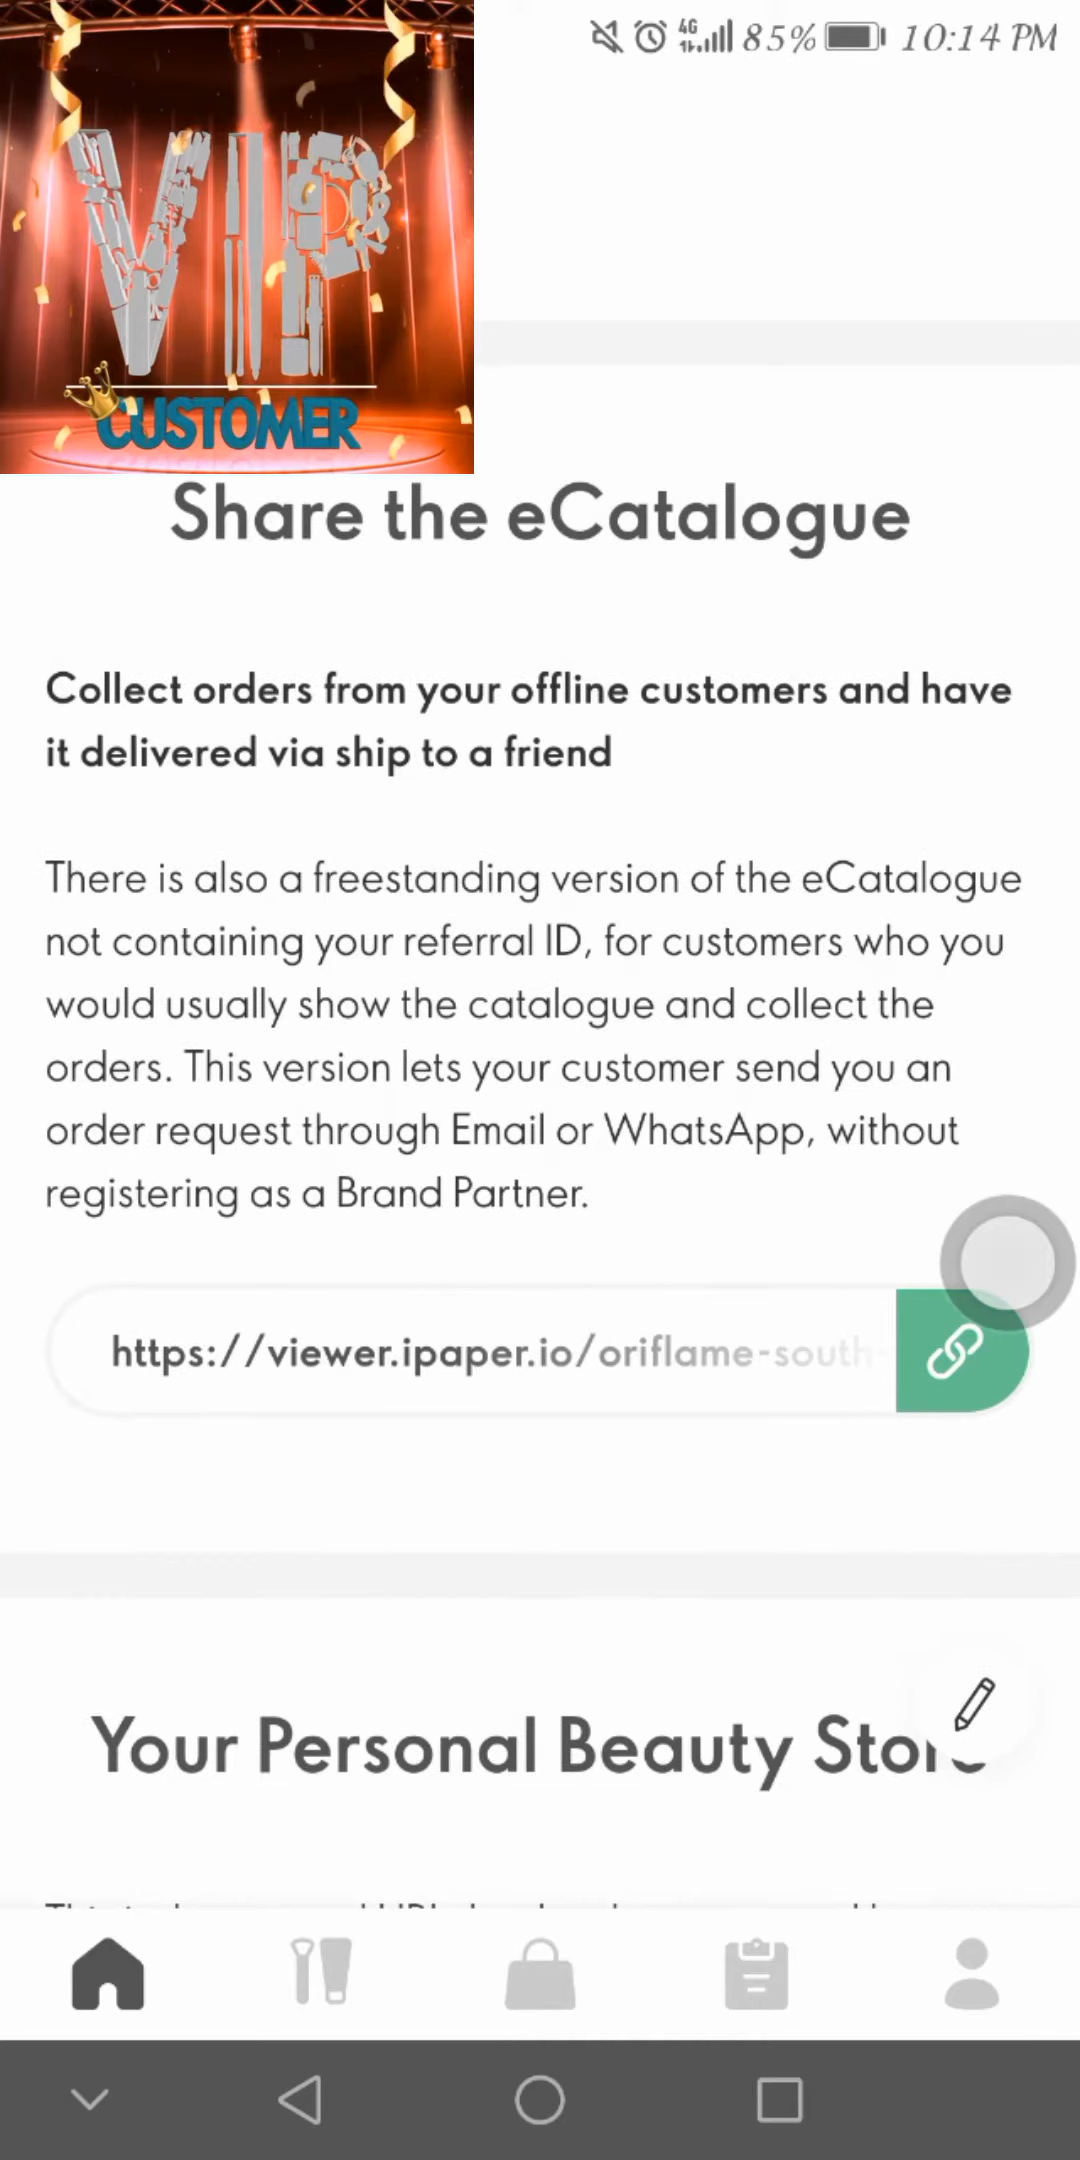 4G
85%
10:14 PM
VIP
CUSTOMER
Share the eCatalogue
Collect orders from your offline customers and have
it delivered via ship to a friend
There is also a freestanding version of the eCatalogue
not containing your referral ID, for customers who you
would usually show the catalogue and collect the
orders. This version lets your customer send you an
order request through Email or WhatsApp, without
registering as a Brand Partner.
https://viewer.ipaper.io/oriflame-south-
Your Personal Beauty Store